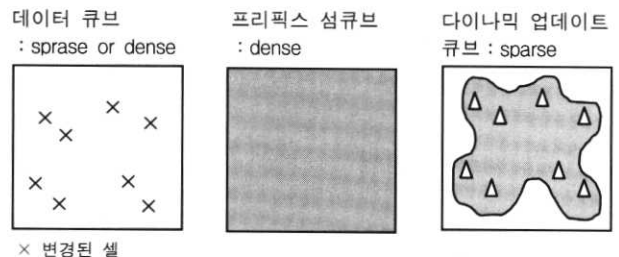 데이터 큐브
: sprase or dense
프리픽스 섬큐브
: dense
다이나믹 업데이트
큐브 : sparse
× 변경된 셀